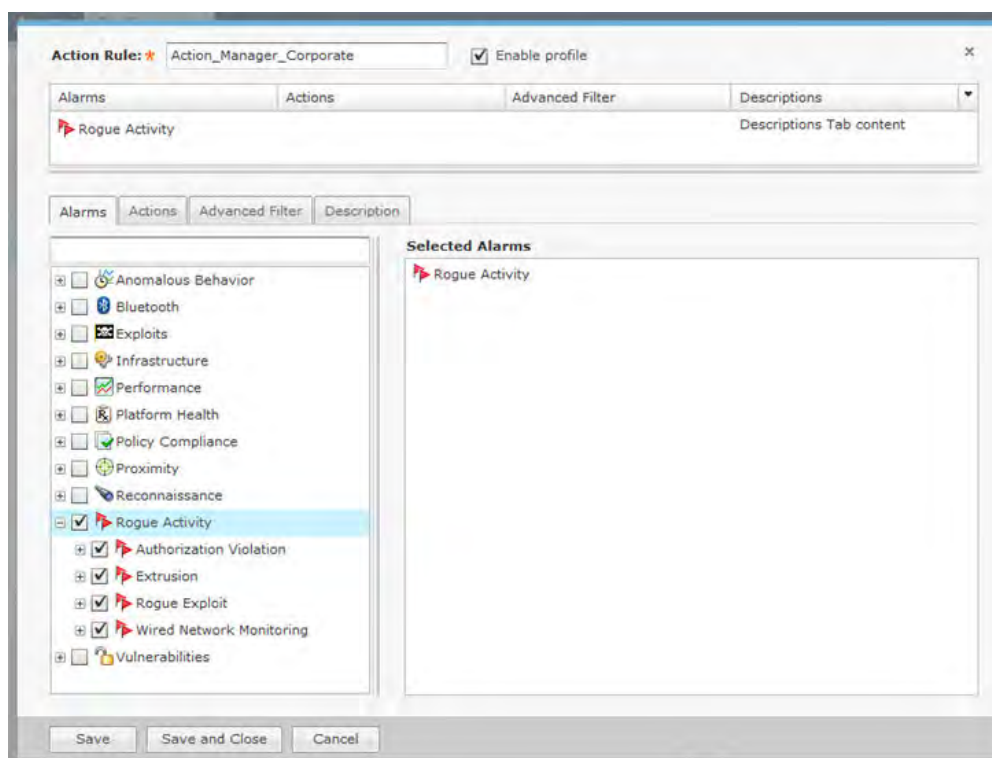 Action Rule: * Action_Manager_Corporate Enable profile
Alarms Actions Advanced Filter Descriptions
Rogue Activity Descriptions Tab content
Alarms Actions Advanced Filter Description
Selected Alarms
Rogue Activity
Anomalous Behavior
Bluetooth
Exploits
Infrastructure
Performance
Platform Health
Policy Compliance
Proximity
Reconnaissance
Rogue Activity
Authorization Violation
Extrusion
Rogue Exploit
Wired Network Monitoring
Vulnerabilities
Save Save and Close Cancel